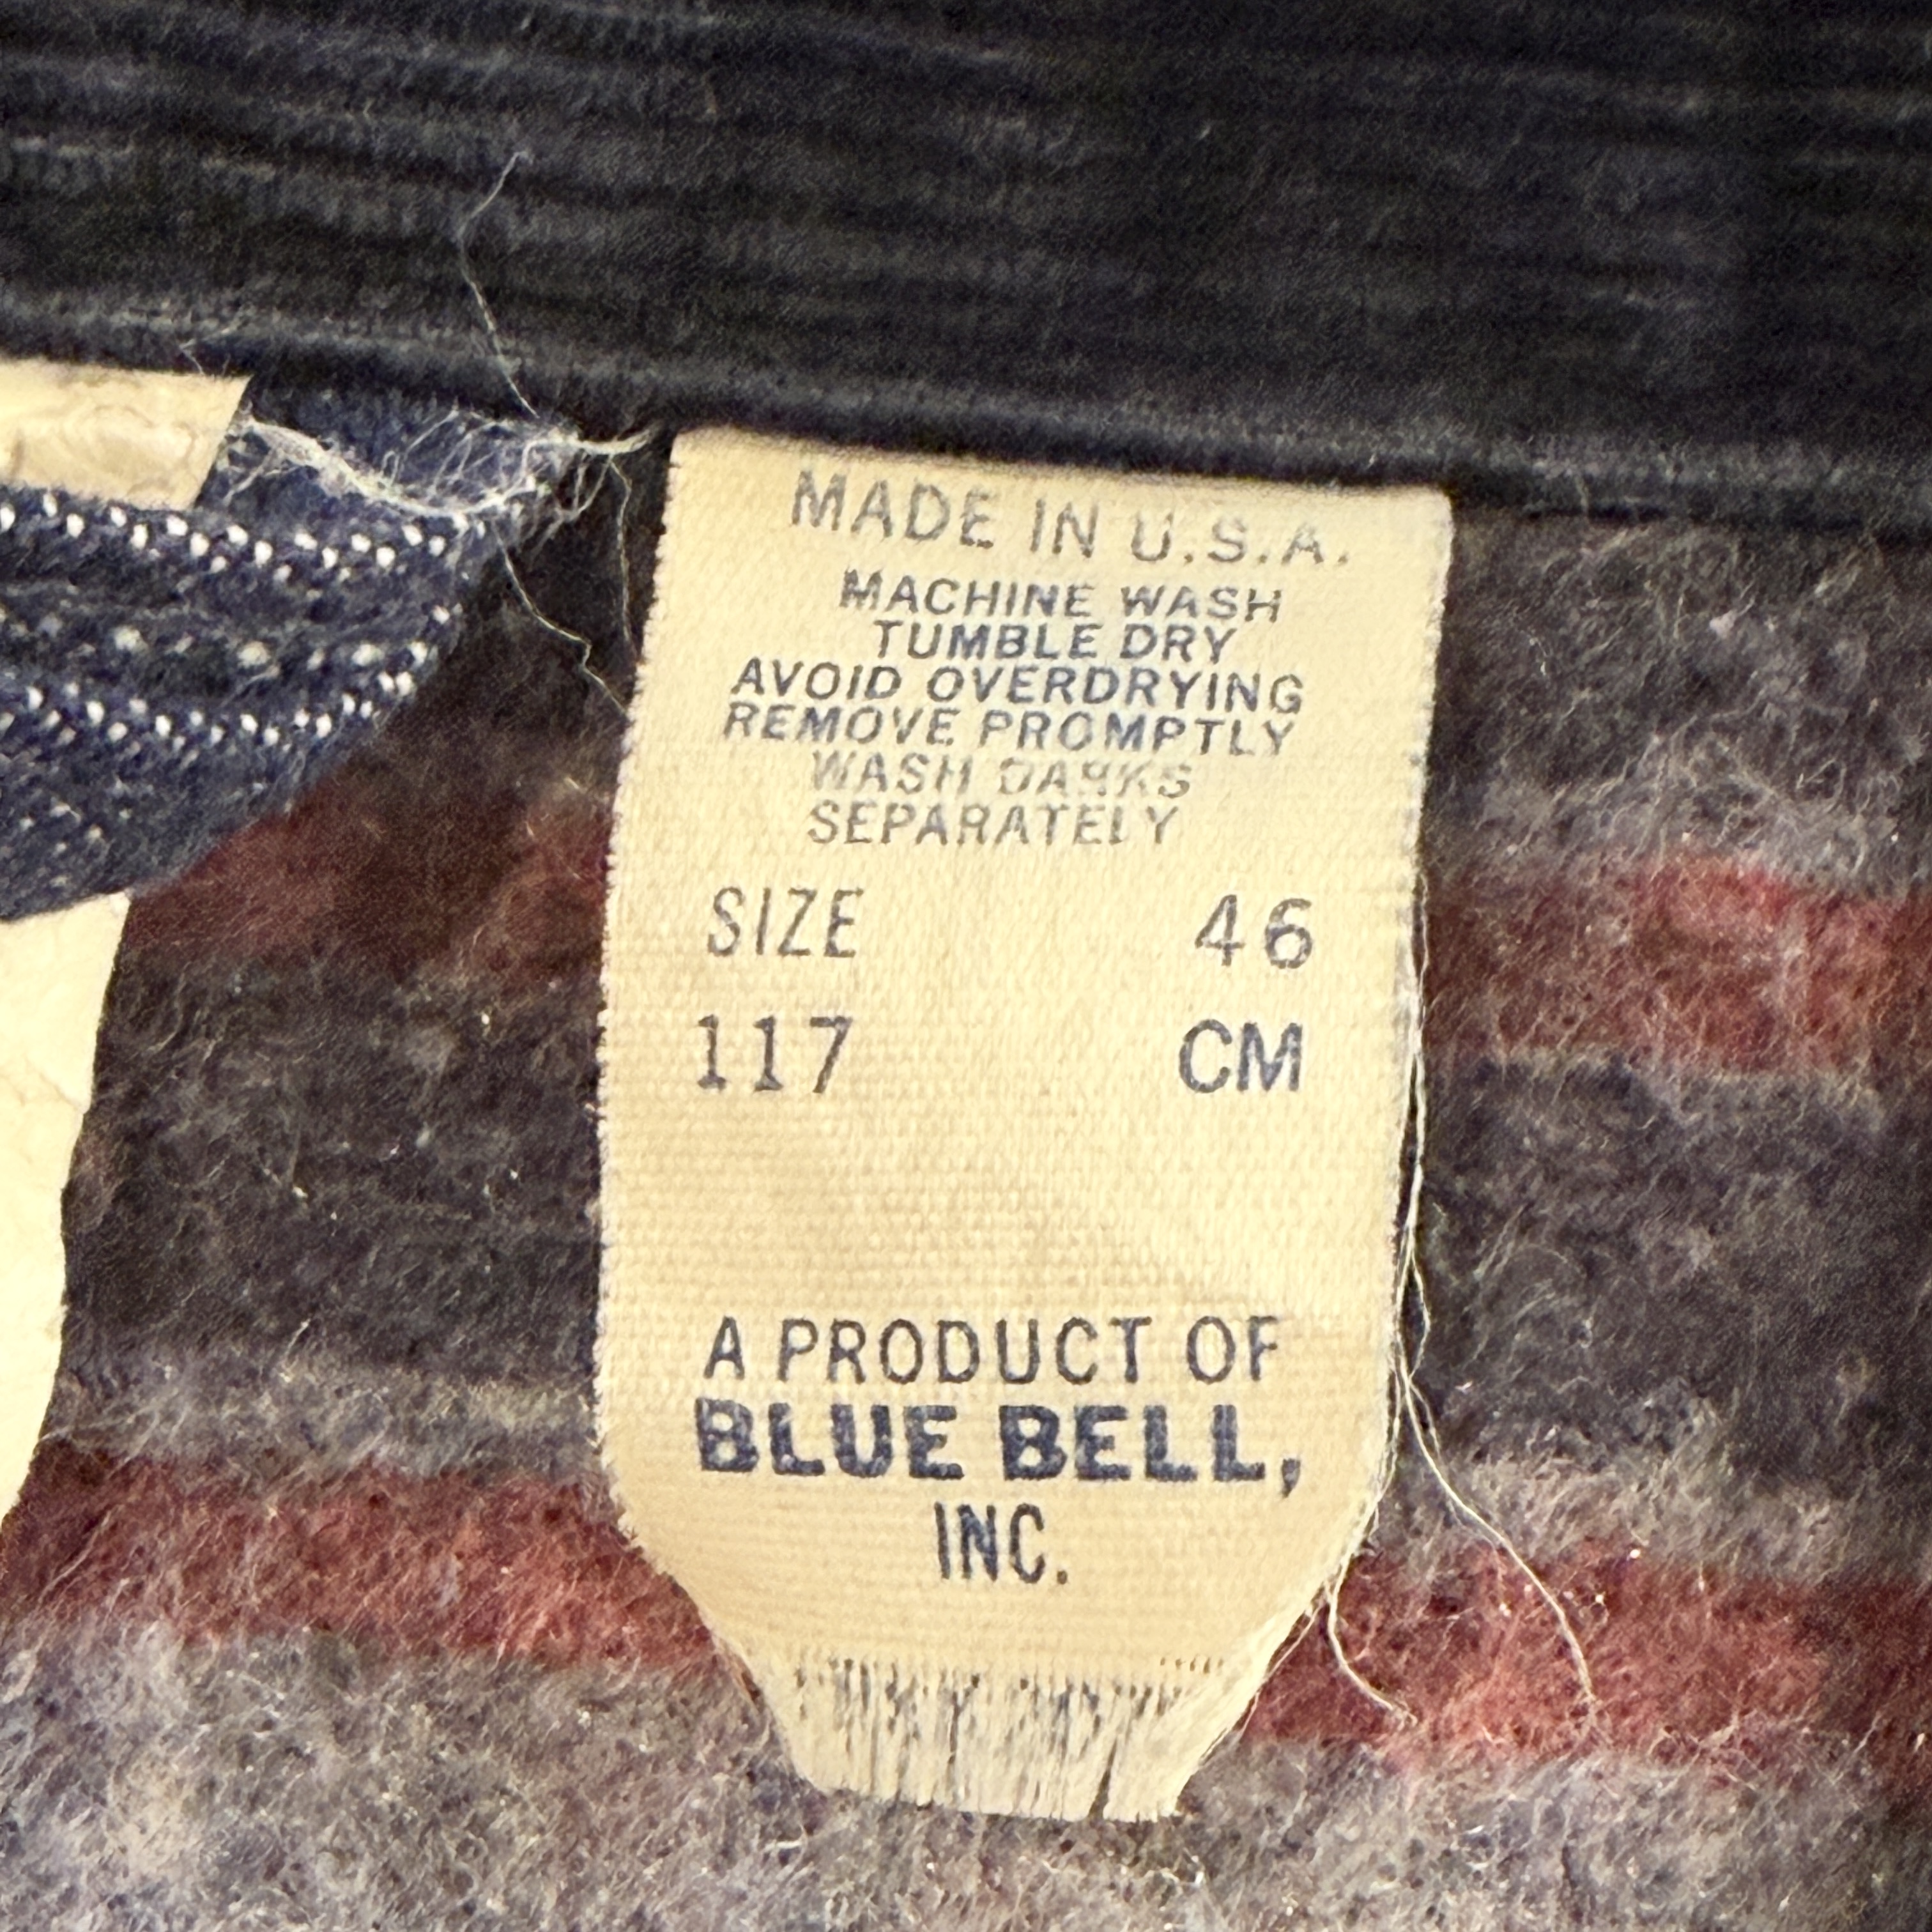 MADE IN U.S.A.
MACHINE WASH
TUMBLE DRY
AVOID OVERDRYING
REMOVE PROMPTLY
WASH DARKS
SEPARATELY
SIZE 46
117 CM
A PRODUCT OF
BLUE BELL,
INC.